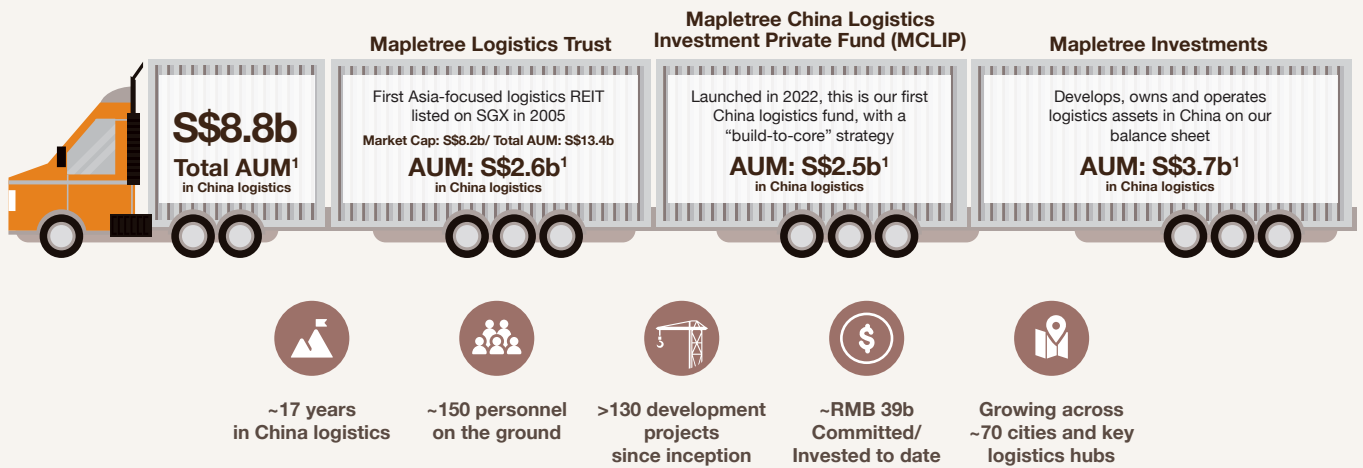 S$8.8b
Total AUM¹
in China logistics
Mapletree Logistics Trust
First Asia-focused logistics REIT
listed on SGX in 2005
Market Cap: S$8.2b/ Total AUM: S$13.4b
AUM: S$2.6b¹
in China logistics
Mapletree China Logistics
Investment Private Fund (MCLIP)
Launched in 2022, this is our first
China logistics fund, with a
“build-to-core” strategy
AUM: S$2.5b¹
in China logistics
Mapletree Investments
Develops, owns and operates
logistics assets in China on our
balance sheet
AUM: S$3.7b¹
in China logistics
$
~17 years
in China logistics
~150 personnel
on the ground
>130 development
projects
since inception
~RMB 39b
Committed/
Invested to date
Growing across
~70 cities and key
logistics hubs